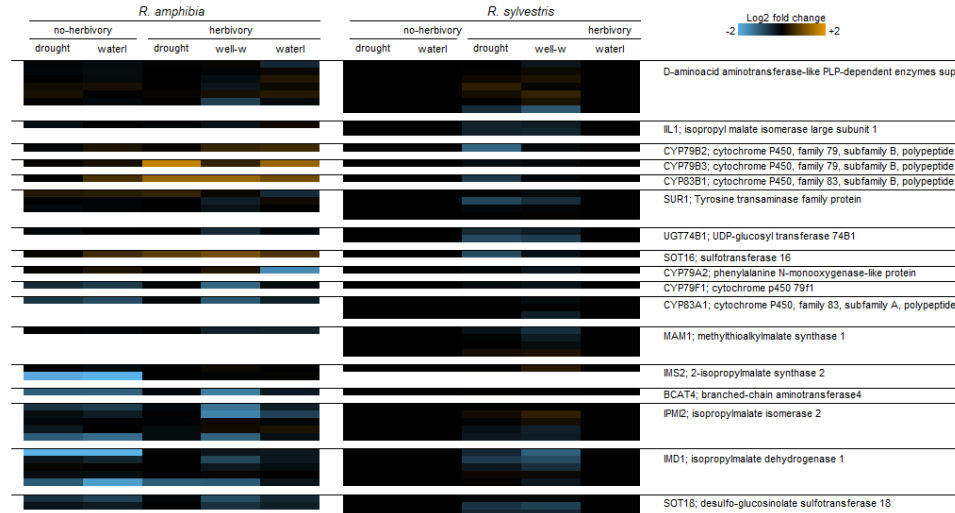 R. amphibia R. sylvestris
Log2 fold change
-2 +2
no-herbivory herbivory no-herbivory herbivory
drought waterl drought well-w waterl drought waterl drought well-w waterl
D-aminoacid aminotransferase-like PLP-dependent enzymes sup
IIL1; isopropyl malate isomerase large subunit 1
CYP79B2; cytochrome P450, family 79, subfamily B, polypeptide
CYP79B3; cytochrome P450, family 79, subfamily B, polypeptide
CYP83B1; cytochrome P450, family 83, subfamily B, polypeptide
SUR1; Tyrosine transaminase family protein
UGT74B1; UDP-glucosyl transferase 74B1
SOT16; sulfotransferase 16
CYP79A2; phenylalanine N-monooxygenase-like protein
CYP79F1; cytochrome p450 79f1
CYP83A1; cytochrome P450, family 83, subfamily A, polypeptide
MAM1; methylthioalkylmalate synthase 1
IMS2; 2-isopropylmalate synthase 2
BCAT4; branched-chain aminotransferase4
IPMI2; isopropylmalate isomerase 2
IMD1; isopropylmalate dehydrogenase 1
SOT18; desulfo-glucosinolate sulfotransferase 18